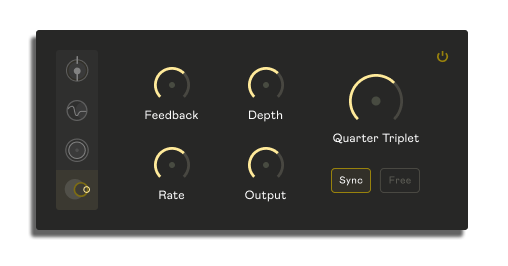 Feedback
Depth
Quarter Triplet
Rate
Output
Sync
Free